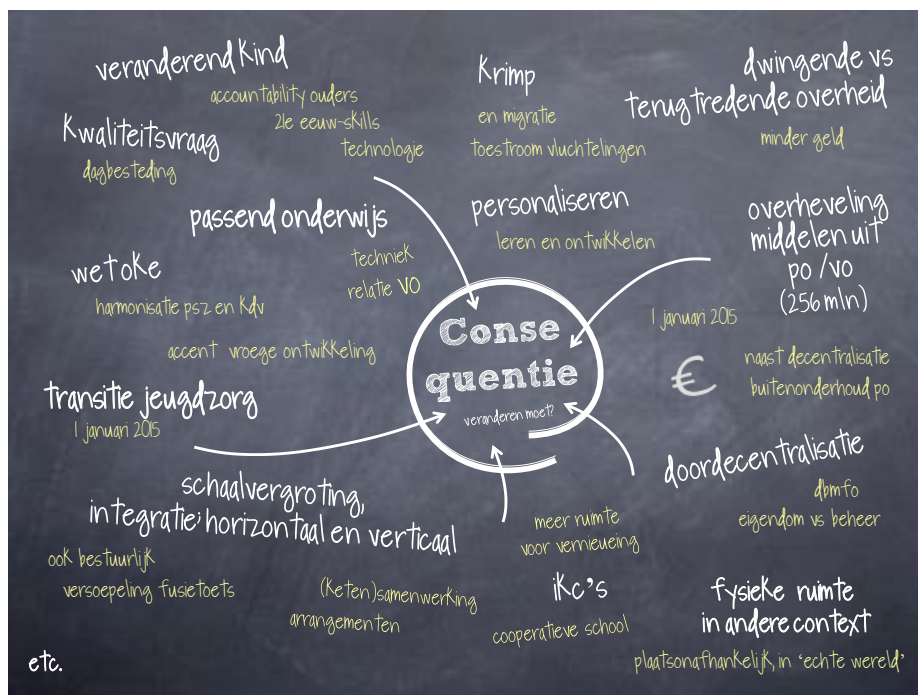 veranderend kind
accountability ouders
21e eeuw-skills
technologie
kwaliteitsvraag
dagbesteding
krimp
en migratie
toestroom vluchtelingen
dwingende vs
terugtredende overheid
minder geld
passend onderwijs
techniek
relatie VO
personaliseren
leren en ontwikkelen
overheveling
middelen uit
po /vo
(256 mln)
1 januari 2015
€
naast decentralisatie
buitenonderhoud po
wet oke
harmonisatie psz en kdv
accent vroege ontwikkeling
Conse
quentie
veranderen moet?
transitie jeugdzorg
1 januari 2015
schaalvergroting,
integratie; horizontaal en verticaal
ook bestuurlijk
versoepeling fusietoets
(keten)samenwerking
arrangementen
meer ruimte
voor vernieueing
ikc’s
cooperatieve school
doordecentralisatie
dbmfo
eigendom vs beheer
fysieke ruimte
in andere context
plaatsonafhankelijk, in ‘echte wereld’
etc.